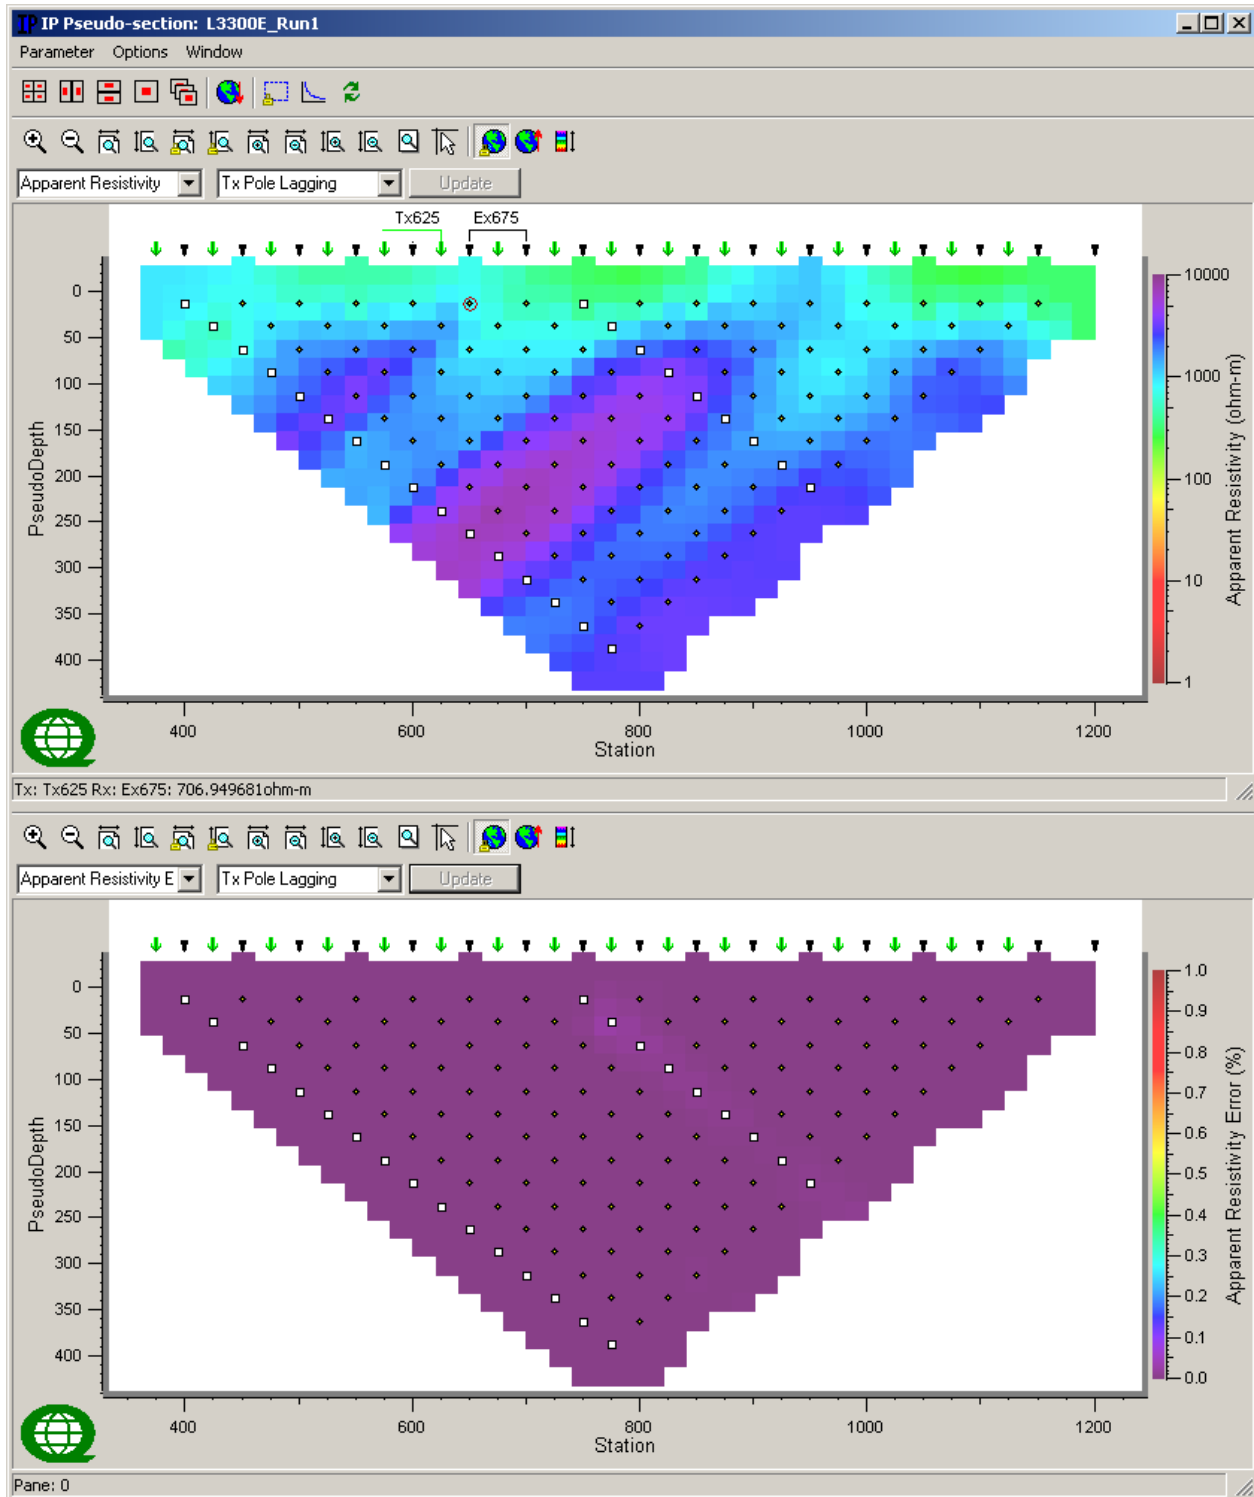 IP Pseudo-section: L3300E_Run1
Parameter Options Window
Apparent Resistivity Tx Pole Lagging Update
Tx625 Ex675
0
50
100
150
200
250
300
350
400
PseudoDepth
400 600 800 1000 1200
Station
10000
1000
100
10
1
Apparent Resistivity (ohm-m)
Tx: Tx625 Rx: Ex675: 706.949681ohm-m
Apparent Resistivity E Tx Pole Lagging Update
0
50
100
150
200
250
300
350
400
PseudoDepth
400 600 800 1000 1200
Station
1.0
0.9
0.8
0.7
0.6
0.5
0.4
0.3
0.2
0.1
0.0
Apparent Resistivity Error (%)
Pane: 0